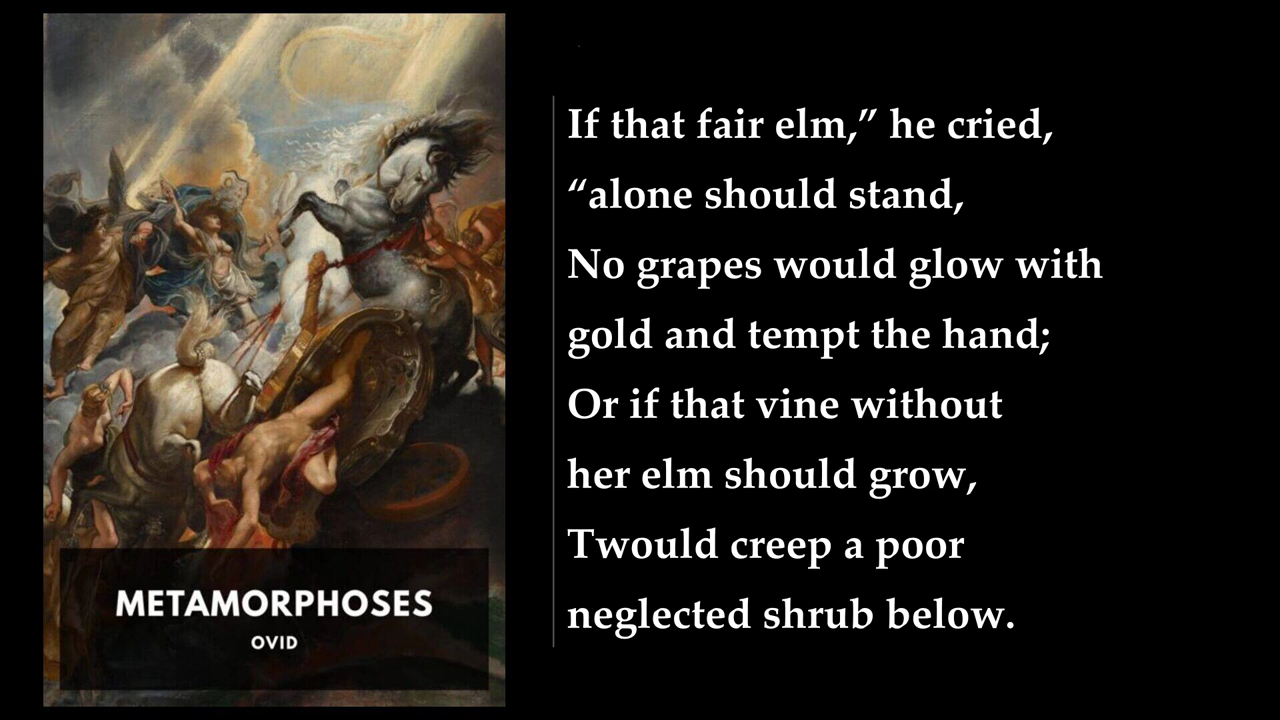 METAMORPHOSES
OVID
If that fair elm,” he cried,
“alone should stand,
No grapes would glow with
gold and tempt the hand;
Or if that vine without
her elm should grow,
Twould creep a poor
neglected shrub below.